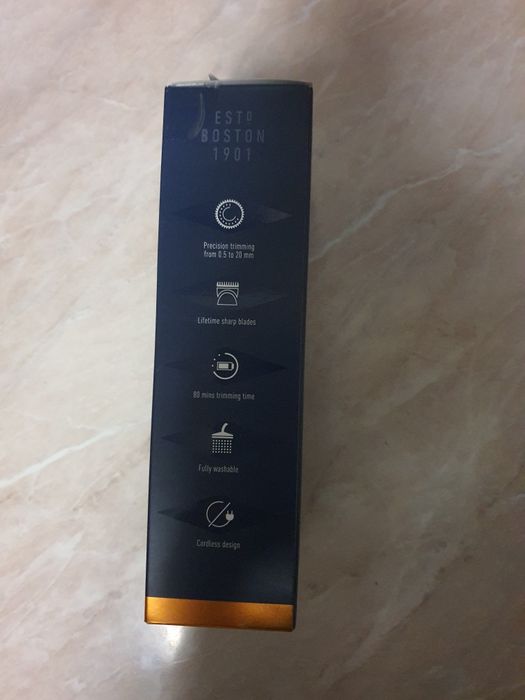 ESTD
BOSTON
1901
Precision trimming
from 0.5 to 20 mm
Lifetime sharp blades
80 mins trimming time
Fully washable
Cordless design